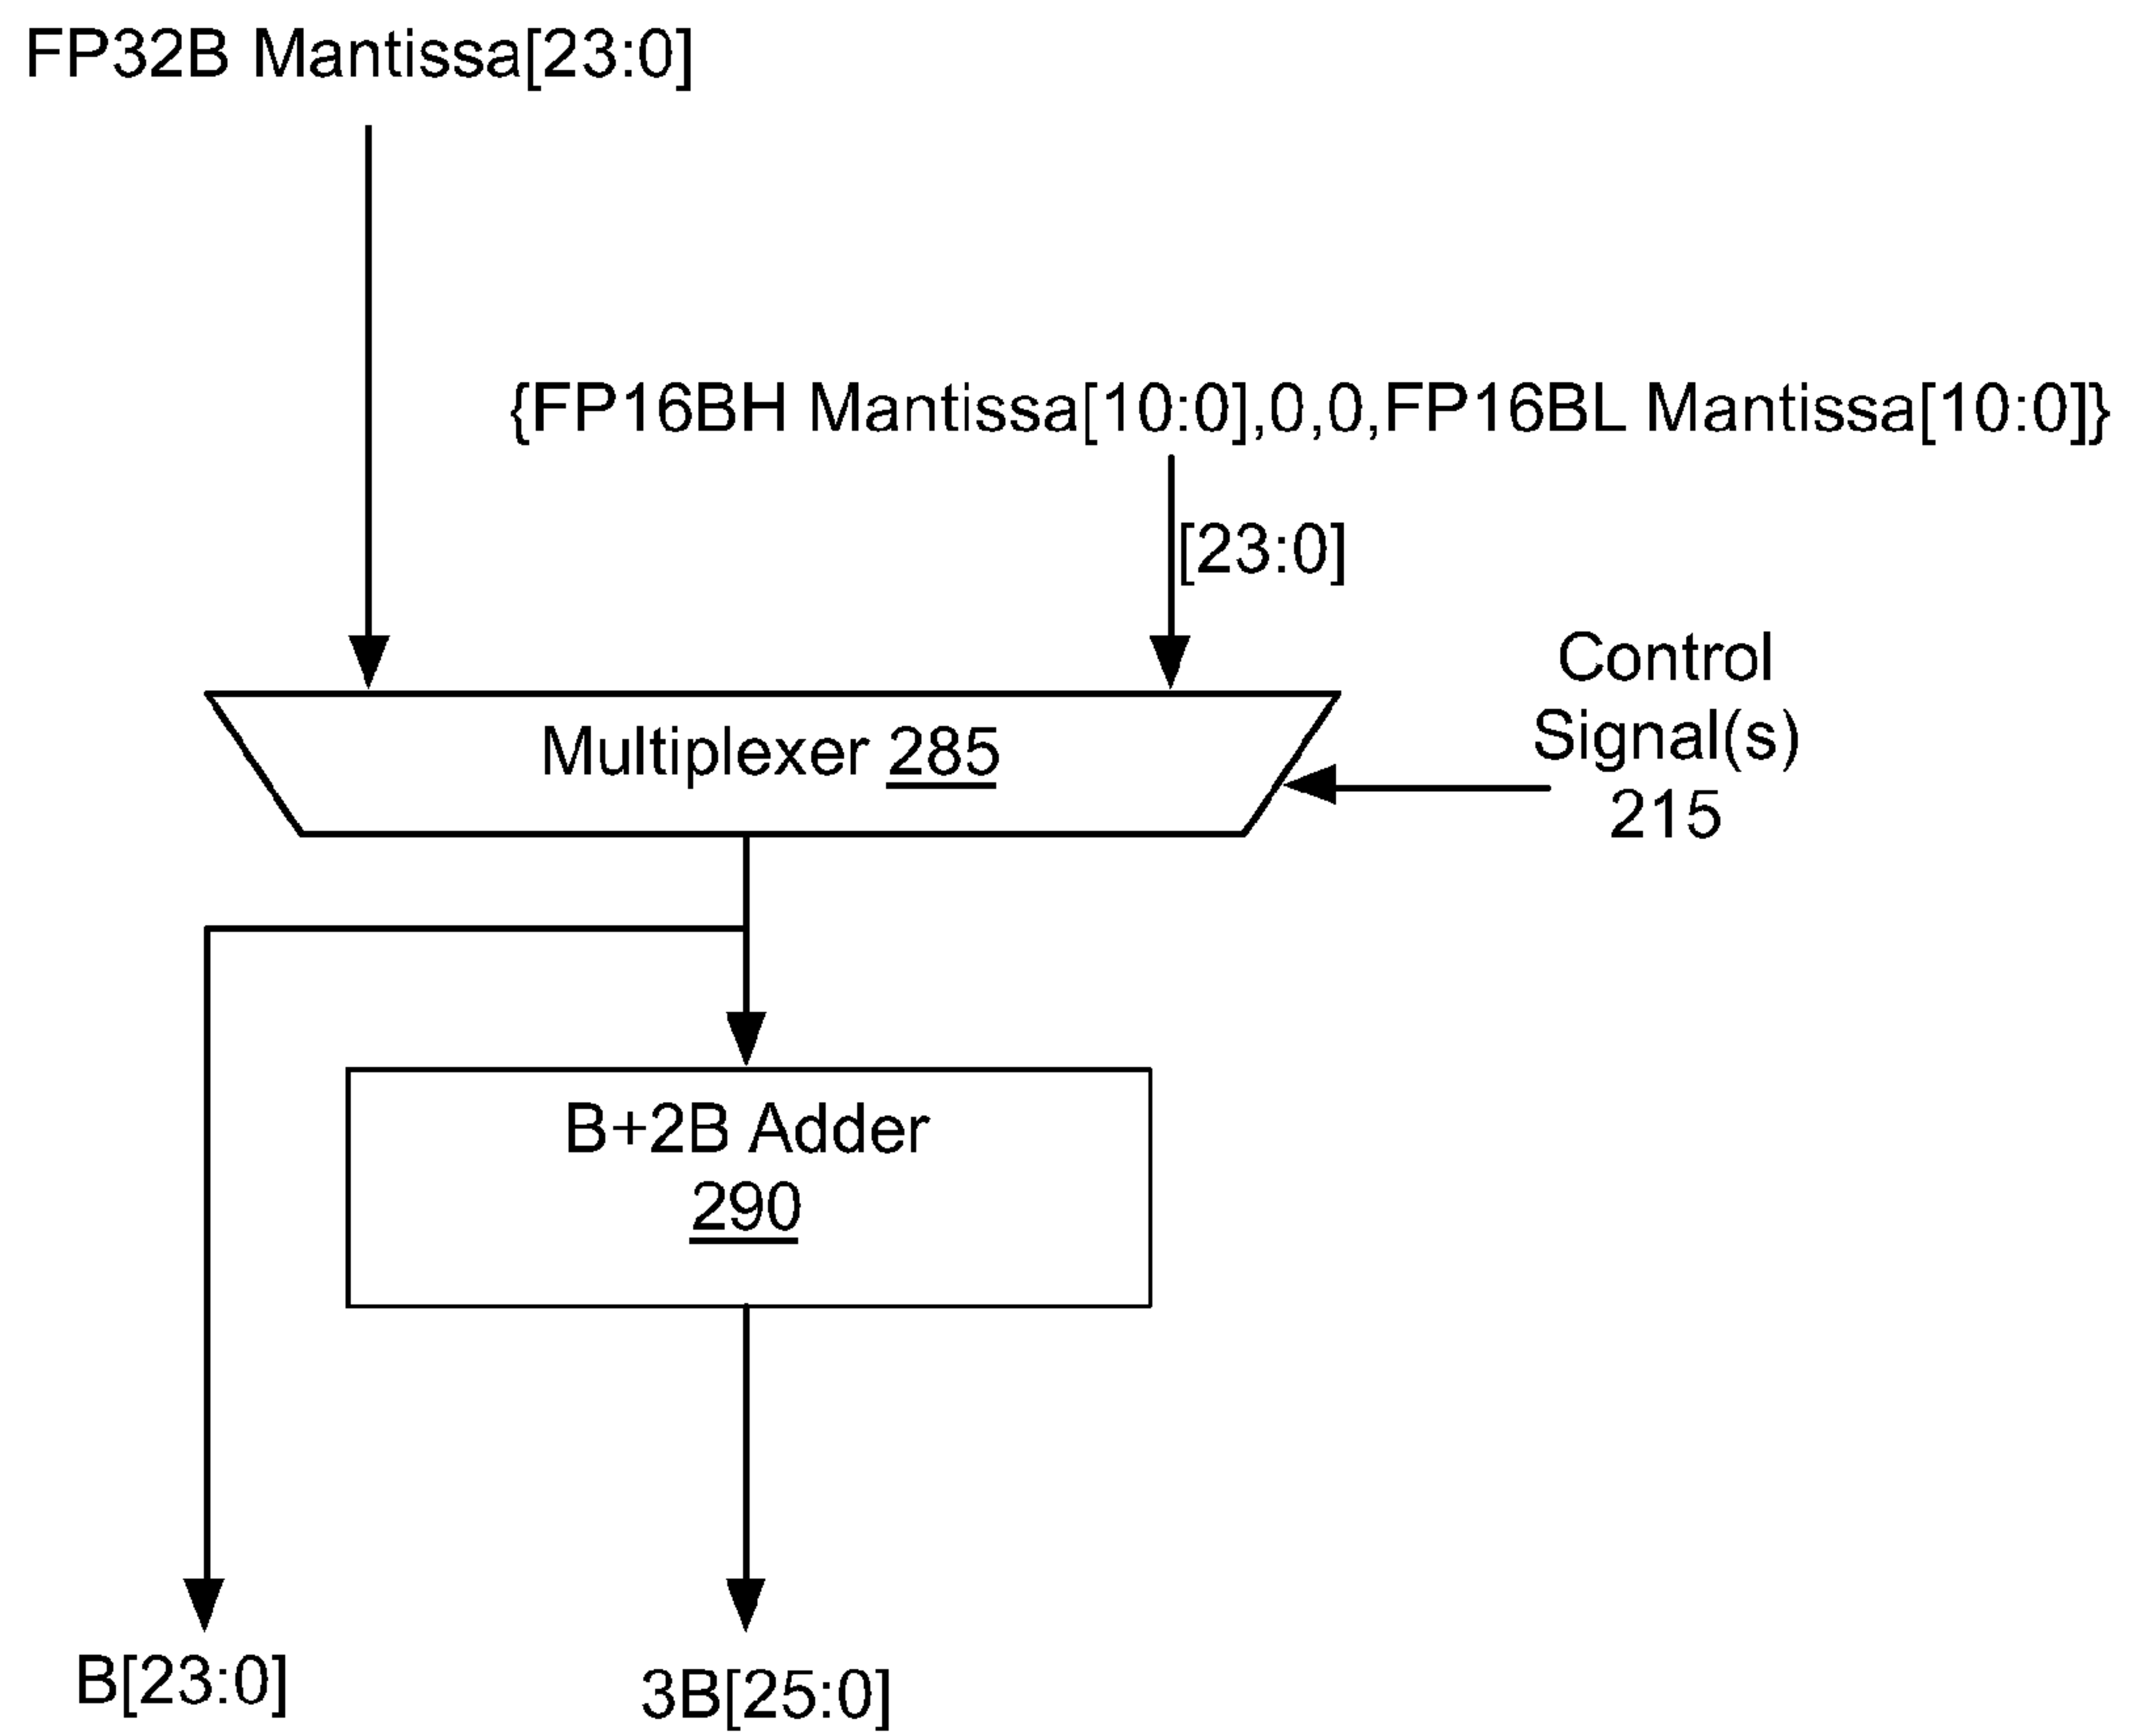 FP32B Mantissa[23:0]
{FP16BH Mantissa[10:0],0,0,FP16BL Mantissa[10:0]}
[23:0]
Control
Signal(s)
215
Multiplexer 285
B+2B Adder
290
B[23:0]
3B[25:0]